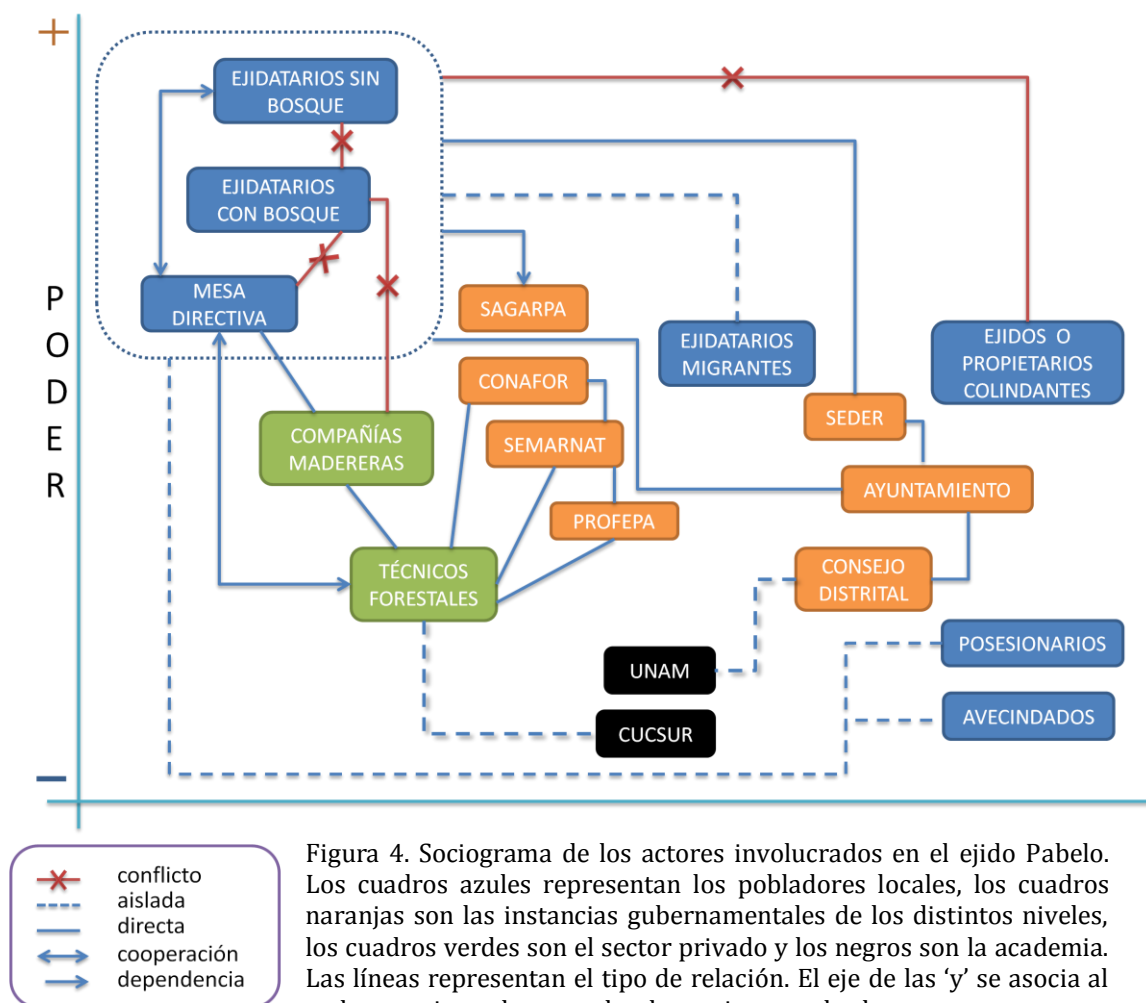 +
EJIDATARIOS SIN
BOSQUE
EJIDATARIOS
CON BOSQUE
MESA
DIRECTIVA
P
O
D
E
R
SAGARPA
EJIDATARIOS
MIGRANTES
EJIDOS O
PROPIETARIOS
COLINDANTES
CONAFOR
SEDER
COMPAÑÍAS
MADERERAS
SEMARNAT
AYUNTAMIENTO
PROFEPA
TÉCNICOS
FORESTALES
CONSEJO
DISTRITAL
POSESIONARIOS
UNAM
AVECINDADOS
CUCSUR
–
conflicto
aislada
directa
cooperación
dependencia
Figura 4. Sociograma de los actores involucrados en el ejido Pabelo.
Los cuadros azules representan los pobladores locales, los cuadros
naranjas son las instancias gubernamentales de los distintos niveles,
los cuadros verdes son el sector privado y los negros son la academia.
Las líneas representan el tipo de relación. El eje de las ‘y’ se asocia al